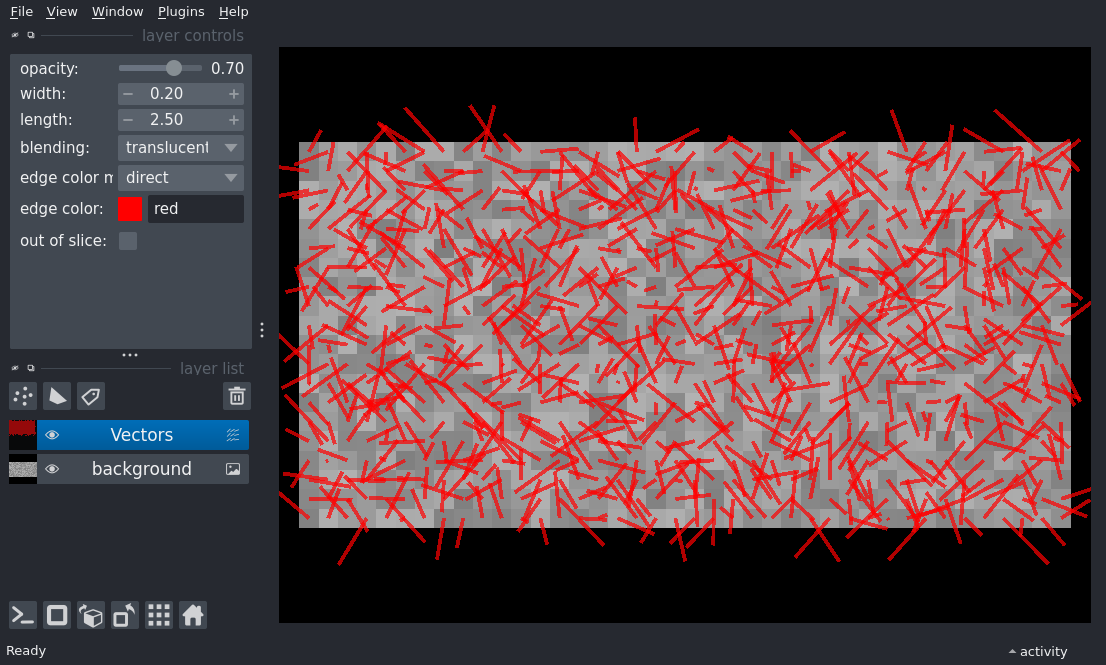 File View Window Plugins Help
layer controls
opacity: 0.70
width: 0.20
length: 2.50
blending: translucent
edge color m direct
edge color: red
out of slice:
layer list
Vectors
background
Ready activity